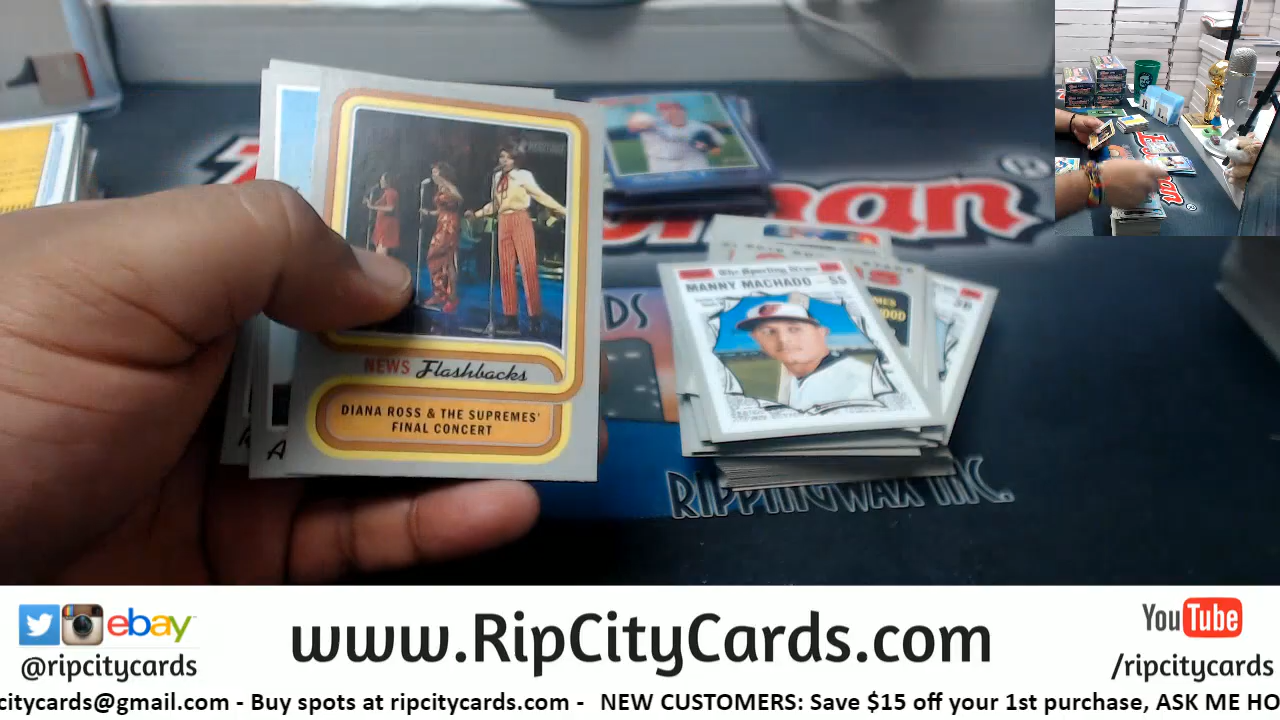 NEWS Flashbacks
DIANA ROSS & THE SUPREMES'
FINAL CONCERT
The Sporting News
MANNY MACHADO SS
RIPPINGWAX INC.
ebay
@ripcitycards
www.RipCityCards.com
YouTube
/ripcitycards
citycards@gmail.com - Buy spots at ripcitycards.com - NEW CUSTOMERS: Save $15 off your 1st purchase, ASK ME HO